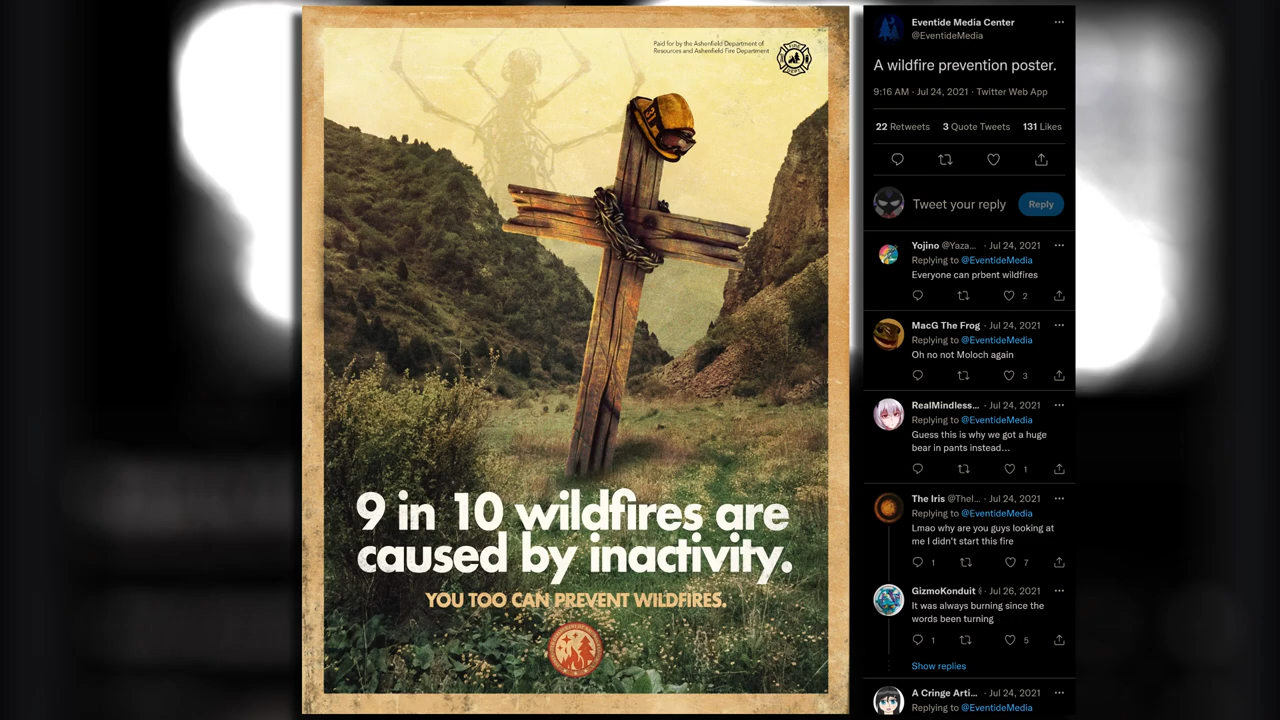 Paid for by the Ashenfield Department of
Resources and Ashenfield Fire Department
FIRE
DEPT
31
9 in 10 wildfires are
caused by inactivity.
YOU TOO CAN PREVENT WILDFIRES.
Eventide Media Center
@EventideMedia
A wildfire prevention poster.
9:16 AM · Jul 24, 2021 · Twitter Web App
22 Retweets 3 Quote Tweets 131 Likes
Tweet your reply
Reply
Yojino @Yaza... · Jul 24, 2021
Replying to @EventideMedia
Everyone can prbent wildfires
2
MacG The Frog · Jul 24, 2021
Replying to @EventideMedia
Oh no not Moloch again
3
RealMindless... · Jul 24, 2021
Replying to @EventideMedia
Guess this is why we got a huge
bear in pants instead...
1
The Iris @TheI... · Jul 24, 2021
Replying to @EventideMedia
Lmao why are you guys looking at
me I didn't start this fire
1 7
GizmoKonduit · Jul 26, 2021
It was always burning since the
words been turning
1 5
Show replies
A Cringe Arti... · Jul 24, 2021
Replying to @EventideMedia